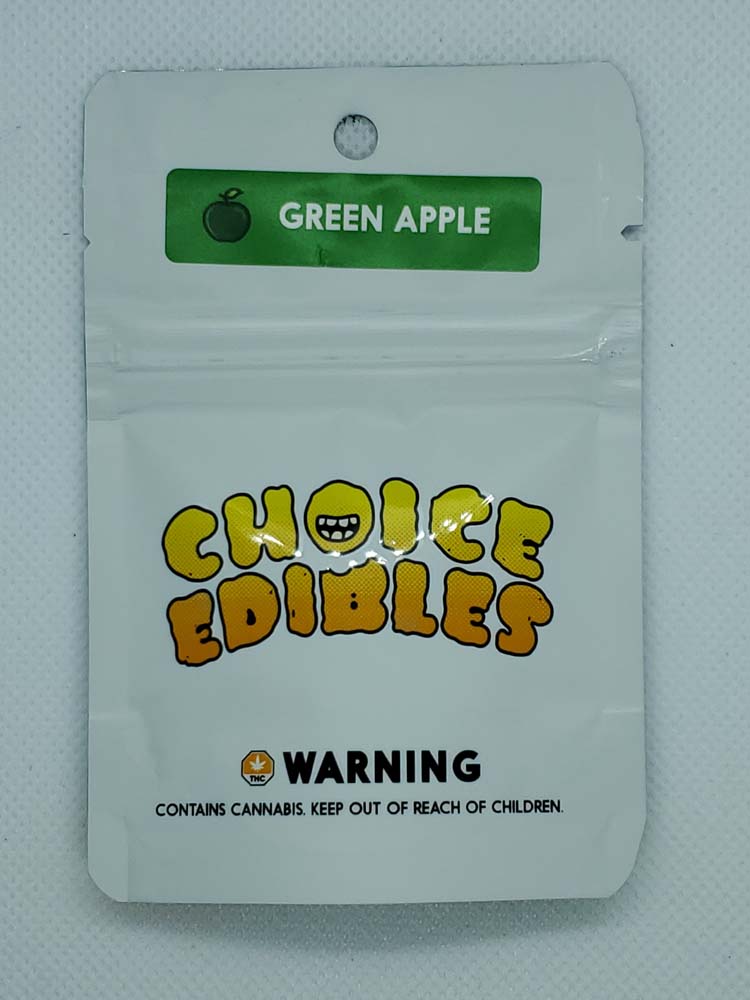 GREEN APPLE
CHOICE
EDIBLES
THC WARNING
CONTAINS CANNABIS. KEEP OUT OF REACH OF CHILDREN.